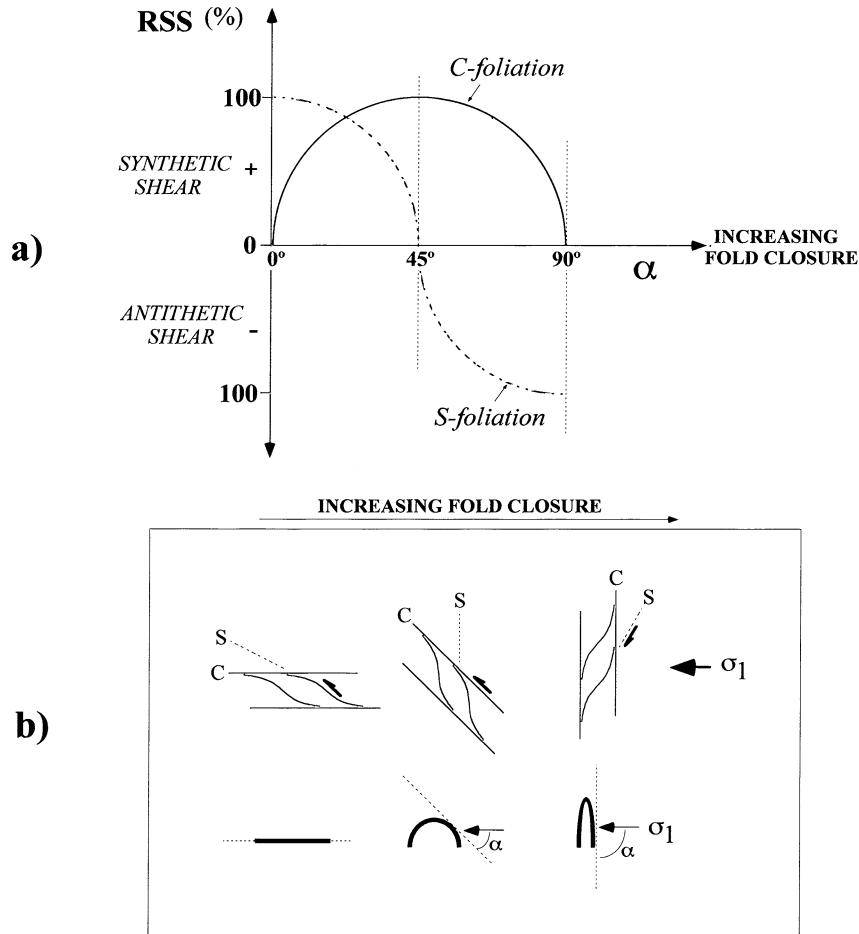 RSS (%)
C-foliation
100
SYNTHETIC
SHEAR
+
a)
0
0º
45º
90º
α
INCREASING
FOLD CLOSURE
ANTITHETIC
SHEAR
-
100
S-foliation
INCREASING FOLD CLOSURE
b)
S
C
C
S
C
S
σ1
α
σ1
α